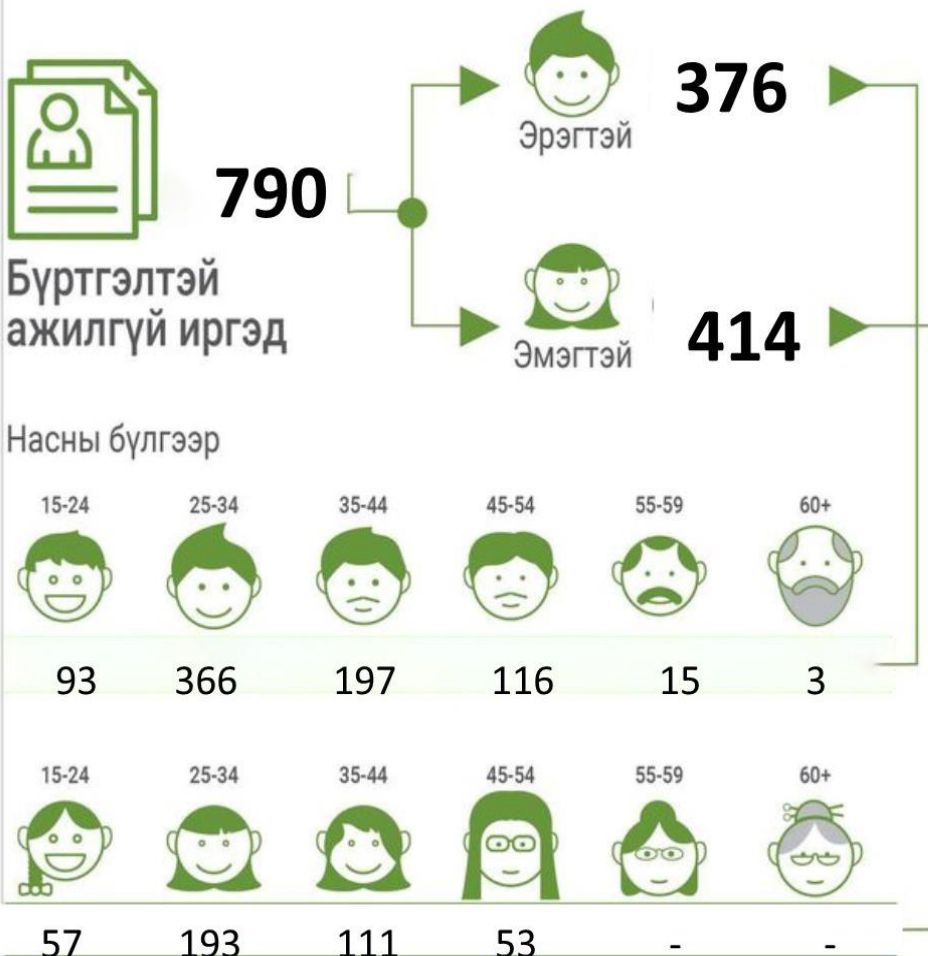 Эрэгтэй
376
790
Бүртгэлтэй
ажилгүй иргэд
Эмэгтэй
414
Насны бүлгээр
15-24 25-34 35-44 45-54 55-59 60+
93 366 197 116 15 3
15-24 25-34 35-44 45-54 55-59 60+
57 193 111 53 - -